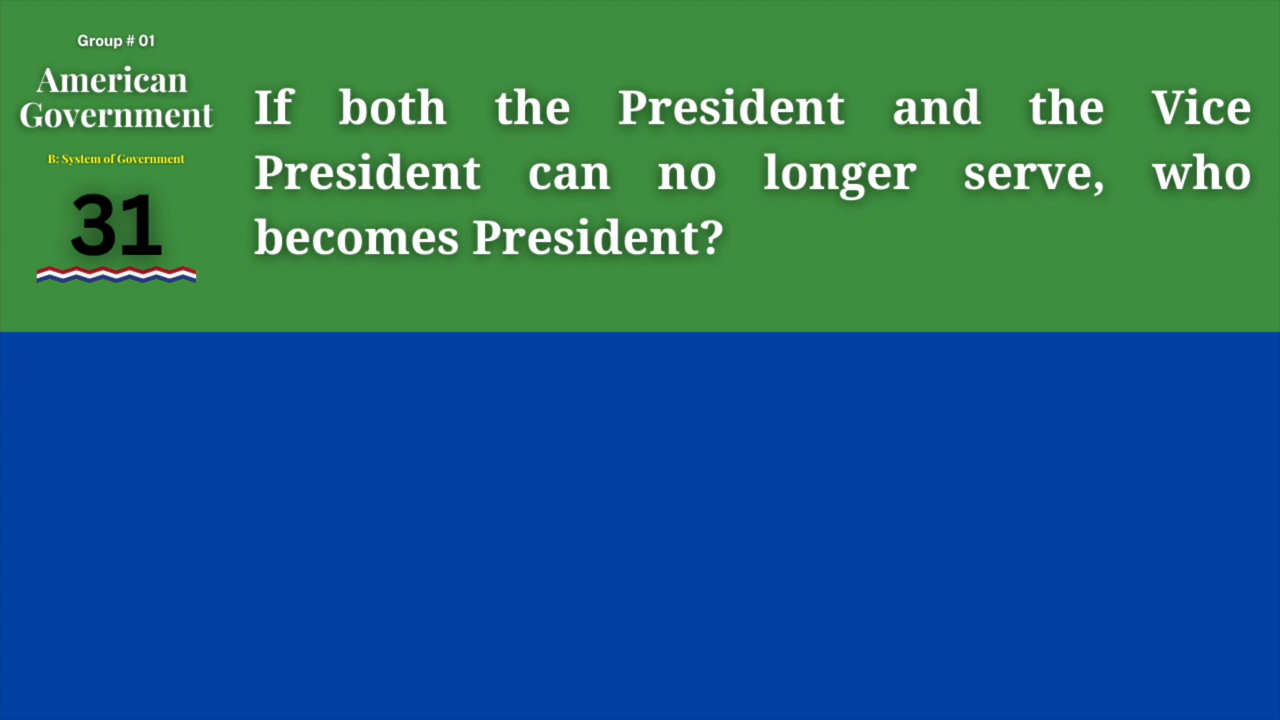 Group # 01
American
Government
B: System of Government
31
If both the President and the Vice
President can no longer serve, who
becomes President?